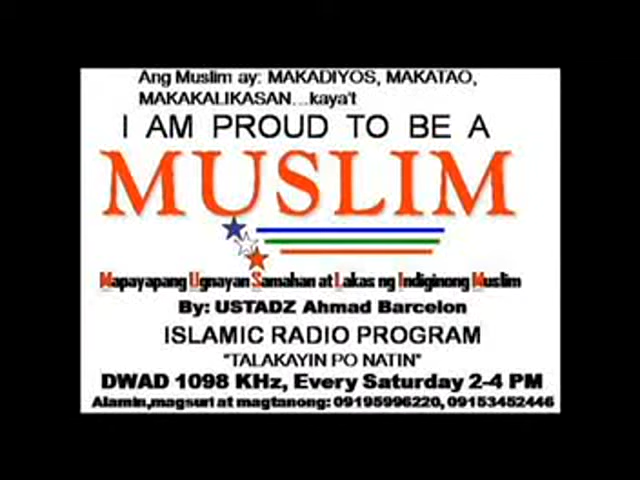 Ang Muslim ay: MAKADIYOS, MAKATAO,
MAKAKALIKASAN...kaya't
I AM PROUD TO BE A
MUSLIM
Mapayapang Ugnayan Samahan at Lakas ng Indiginong Muslim
By: USTADZ Ahmad Barcelon
ISLAMIC RADIO PROGRAM
"TALAKAYIN PO NATIN"
DWAD 1098 KHz, Every Saturday 2-4 PM
Alamin,magsuri at magtanong: 09195996220, 09153452446